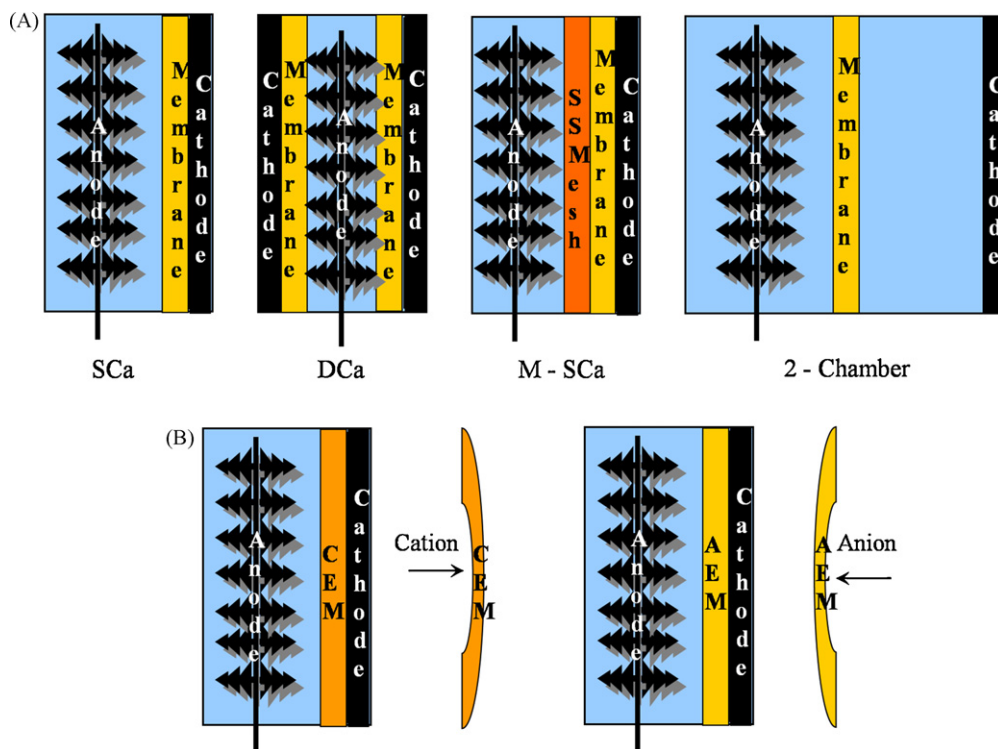 (A)
Anode
Membrane
Cathode
Cathode
Membrane
Anode
Membrane
Cathode
Anode
SSMesh
Membrane
Cathode
Anode
Membrane
Cathode
SCa
DCa
M - SCa
2 - Chamber
(B)
Anode
CEM
Cathode
Cation
CEM
Anode
AEM
Cathode
AEM
Anion